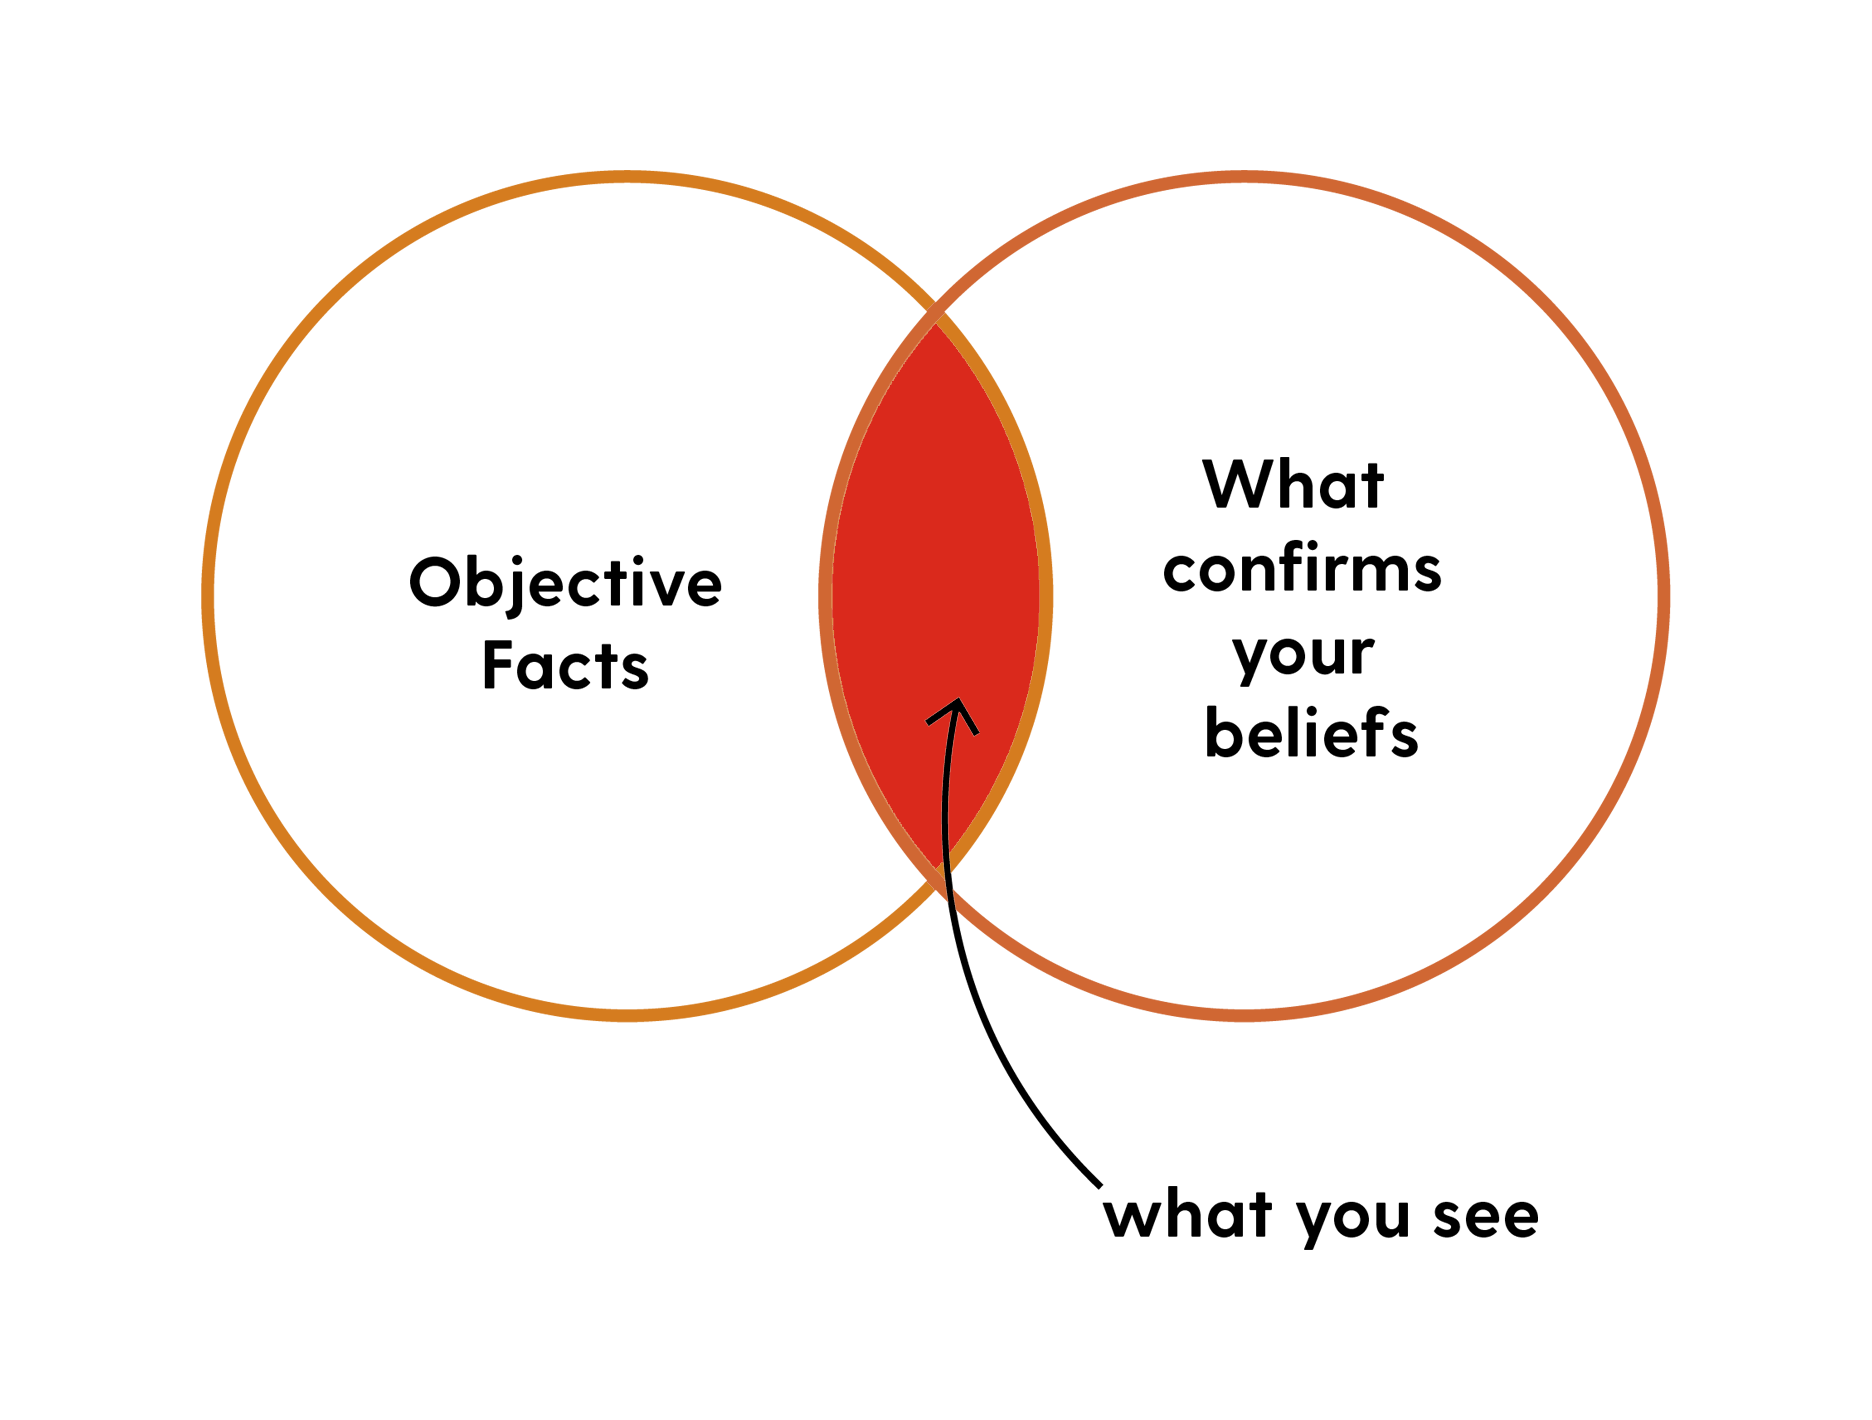 Objective
Facts
What
confirms
your
beliefs
what you see